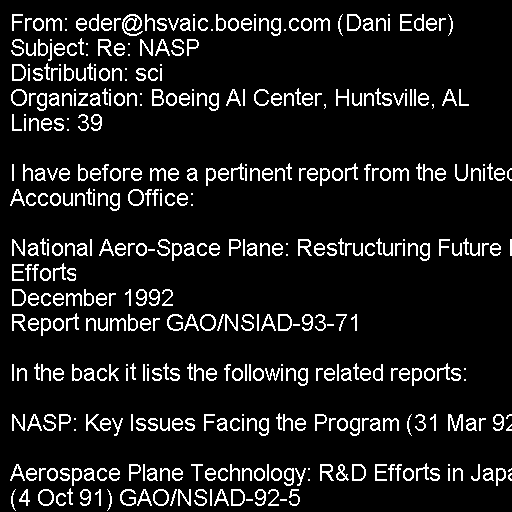 From: eder@hsvaic.boeing.com (Dani Eder)
Subject: Re: NASP
Distribution: sci
Organization: Boeing AI Center, Huntsville, AL
Lines: 39
I have before me a pertinent report from the United
Accounting Office:
National Aero-Space Plane: Restructuring Future
Efforts
December 1992
Report number GAO/NSIAD-93-71
In the back it lists the following related reports:
NASP: Key Issues Facing the Program (31 Mar 92
Aerospace Plane Technology: R&D Efforts in
(4 Oct 91) GAO/NSIAD-92-5